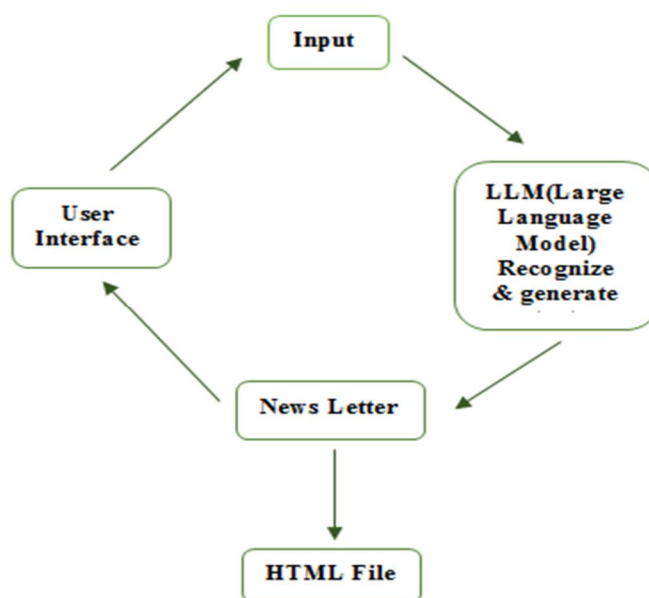 Input
User
Interface
LLM(Large
Language
Model)
Recognize
& generate
News Letter
HTML File